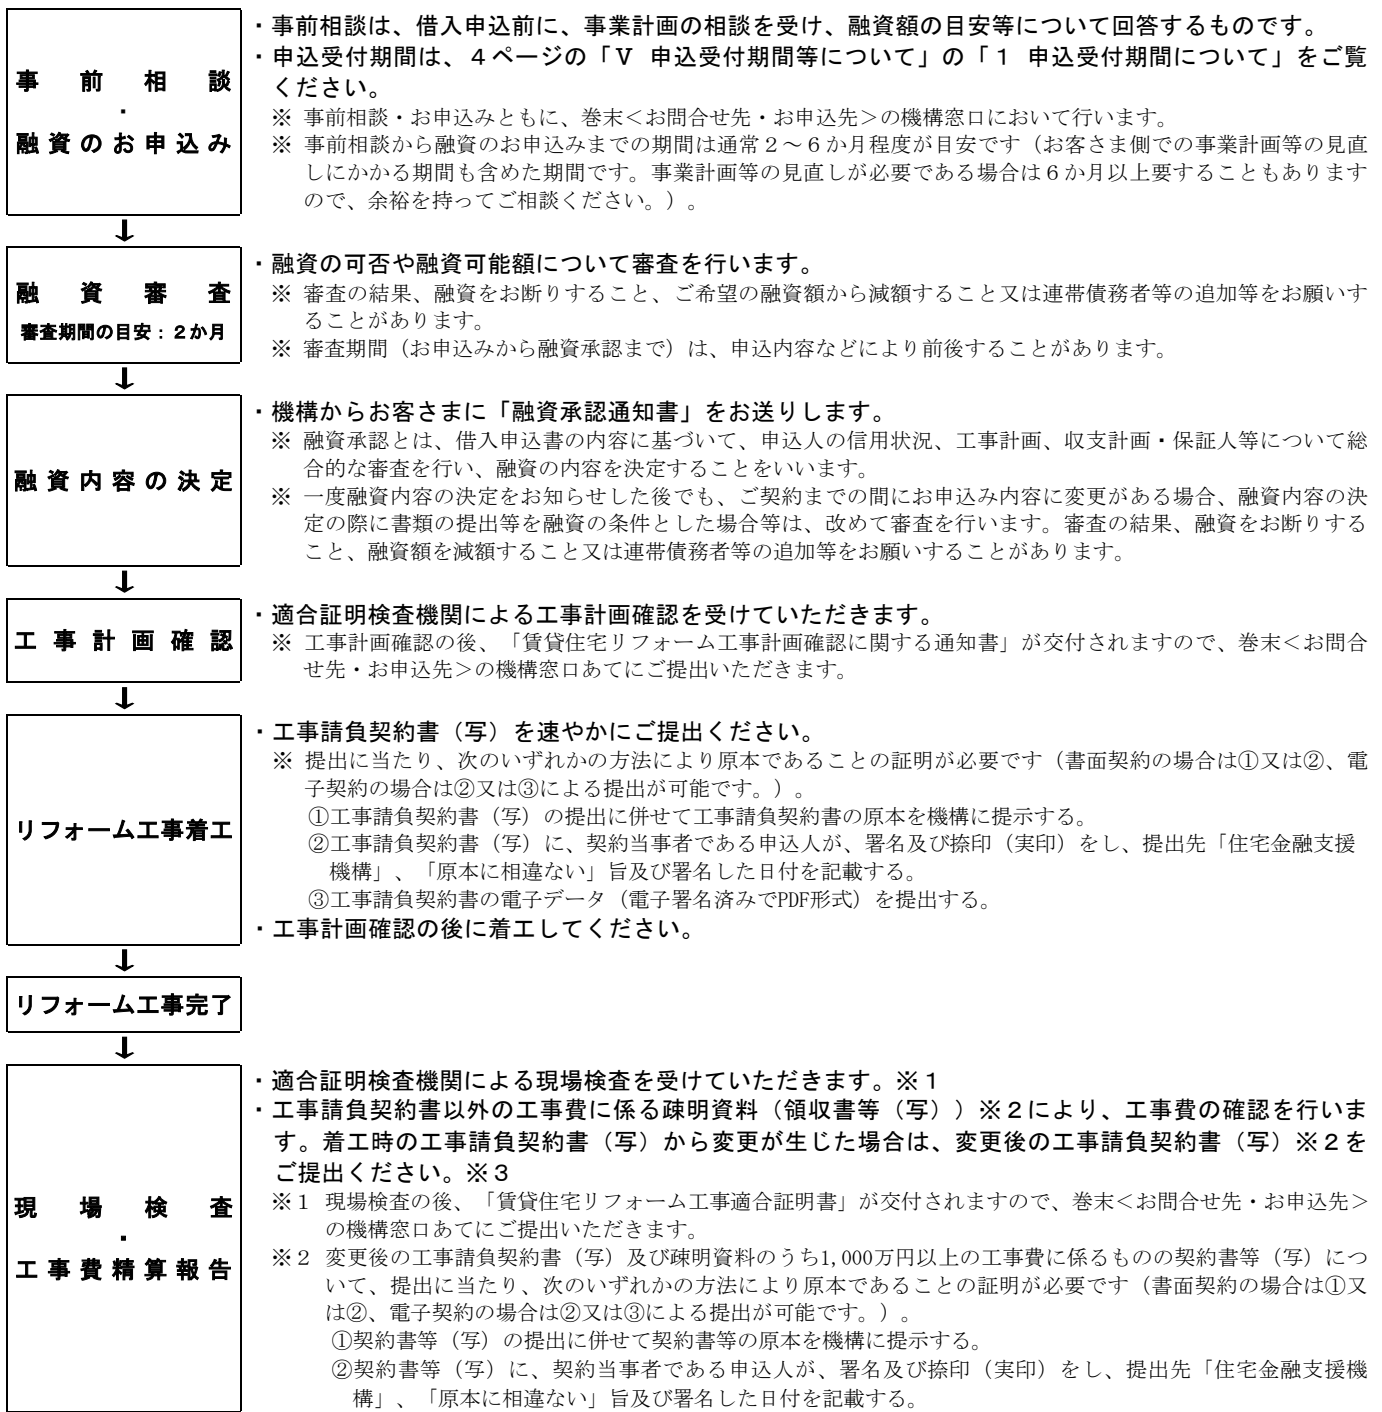 事前相談
・
融資のお申込み
・事前相談は、借入申込前に、事業計画の相談を受け、融資額の目安等について回答するものです。
・申込受付期間は、４ページの「Ⅴ 申込受付期間等について」の「１ 申込受付期間について」をご覧
ください。
※ 事前相談・お申込みともに、巻末＜お問合せ先・お申込先＞の機構窓口において行います。
※ 事前相談から融資のお申込みまでの期間は通常２～６か月程度が目安です（お客さま側での事業計画等の見直
しにかかる期間も含めた期間です。事業計画等の見直しが必要である場合は６か月以上要することもあります
ので、余裕を持ってご相談ください。）。
↓
融資審査
審査期間の目安：２か月
・融資の可否や融資可能額について審査を行います。
※ 審査の結果、融資をお断りすること、ご希望の融資額から減額すること又は連帯債務者等の追加等をお願いす
ることがあります。
※ 審査期間（お申込みから融資承認まで）は、申込内容などにより前後することがあります。
↓
融資内容の決定
・機構からお客さまに「融資承認通知書」をお送りします。
※ 融資承認とは、借入申込書の内容に基づいて、申込人の信用状況、工事計画、収支計画・保証人等について総
合的な審査を行い、融資の内容を決定することをいいます。
※ 一度融資内容の決定をお知らせした後でも、ご契約までの間にお申込み内容に変更がある場合、融資内容の決
定の際に書類の提出等を融資の条件とした場合等は、改めて審査を行います。審査の結果、融資をお断りする
こと、融資額を減額すること又は連帯債務者等の追加等をお願いすることがあります。
↓
工事計画確認
・適合証明検査機関による工事計画確認を受けていただきます。
※ 工事計画確認の後、「賃貸住宅リフォーム工事計画確認に関する通知書」が交付されますので、巻末＜お問合
せ先・お申込先＞の機構窓口あてにご提出いただきます。
↓
リフォーム工事着工
・工事請負契約書（写）を速やかにご提出ください。
※ 提出に当たり、次のいずれかの方法により原本であることの証明が必要です（書面契約の場合は①又は②、電
子契約の場合は②又は③による提出が可能です。）。
①工事請負契約書（写）の提出に併せて工事請負契約書の原本を機構に提示する。
②工事請負契約書（写）に、契約当事者である申込人が、署名及び捺印（実印）をし、提出先「住宅金融支援
機構」、「原本に相違ない」旨及び署名した日付を記載する。
③工事請負契約書の電子データ（電子署名済みでPDF形式）を提出する。
・工事計画確認の後に着工してください。
↓
リフォーム工事完了
↓
現場検査
・
工事費精算報告
・適合証明検査機関による現場検査を受けていただきます。※１
・工事請負契約書以外の工事費に係る疎明資料（領収書等（写））※２により、工事費の確認を行いま
す。着工時の工事請負契約書（写）から変更が生じた場合は、変更後の工事請負契約書（写）※２を
ご提出ください。※３
※１ 現場検査の後、「賃貸住宅リフォーム工事適合証明書」が交付されますので、巻末＜お問合せ先・お申込先＞
の機構窓口あてにご提出いただきます。
※２ 変更後の工事請負契約書（写）及び疎明資料のうち1,000万円以上の工事費に係るものの契約書等（写）につ
いて、提出に当たり、次のいずれかの方法により原本であることの証明が必要です（書面契約の場合は①又
は②、電子契約の場合は②又は③による提出が可能です。）。
①契約書等（写）の提出に併せて契約書等の原本を機構に提示する。
②契約書等（写）に、契約当事者である申込人が、署名及び捺印（実印）をし、提出先「住宅金融支援機
構」、「原本に相違ない」旨及び署名した日付を記載する。